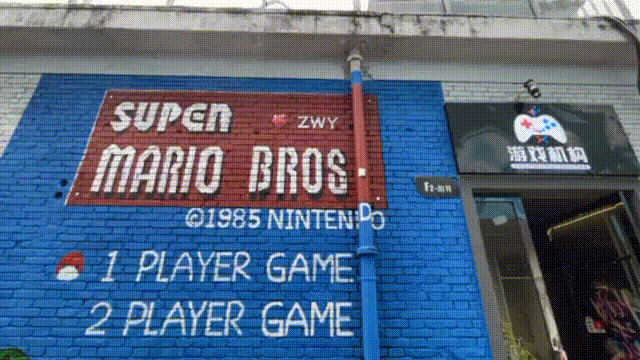 SUPER
❤ ZWY
MARIO BROS
©1985 NINTENDO
1 PLAYER GAME
2 PLAYER GAME
游戏机构